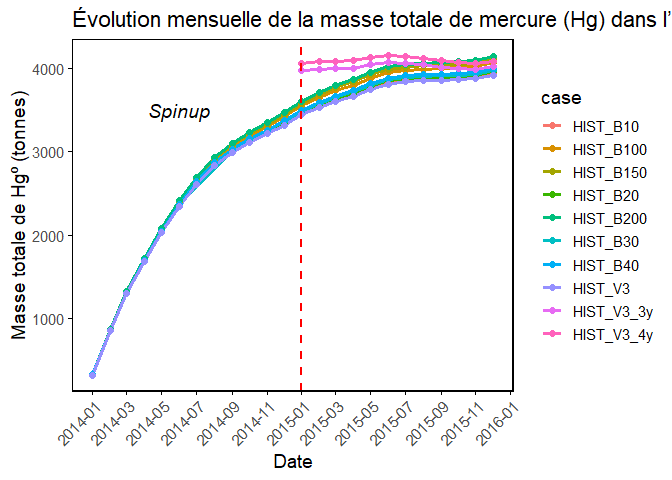 Évolution mensuelle de la masse totale de mercure (Hg) dans l'
Masse totale de Hgº (tonnes)
4000
3000
2000
1000
Spinup
2014-01
2014-03
2014-05
2014-07
2014-09
2014-11
2015-01
2015-03
2015-05
2015-07
2015-09
2015-11
2016-01
Date
case
HIST_B10
HIST_B100
HIST_B150
HIST_B20
HIST_B200
HIST_B30
HIST_B40
HIST_V3
HIST_V3_3y
HIST_V3_4y